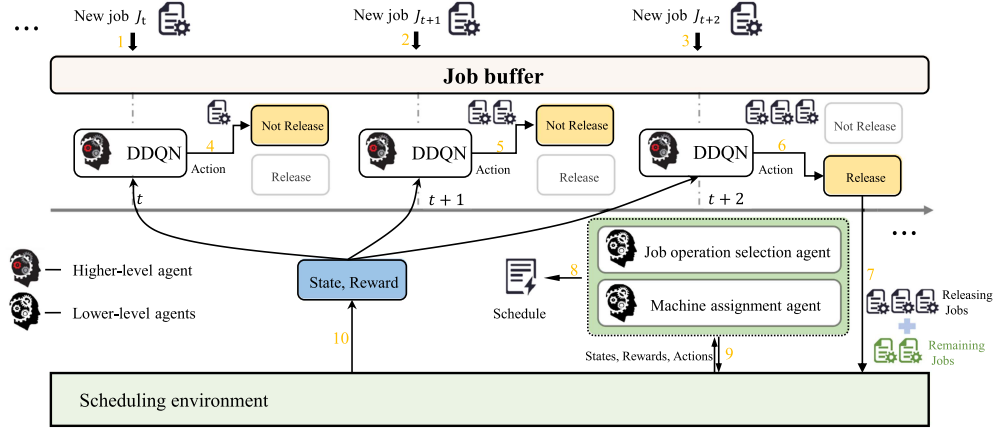 ...
New job J_t
New job J_{t+1}
New job J_{t+2}
1
2
3
Job buffer
DDQN
4
Action
Not Release
Release
DDQN
5
Action
Not Release
Release
DDQN
6
Action
Not Release
Release
t
t + 1
t + 2
...
Higher-level agent
Lower-level agents
State, Reward
Schedule
8
Job operation selection agent
Machine assignment agent
7
Releasing
Jobs
Remaining
Jobs
10
States, Rewards, Actions
9
Scheduling environment